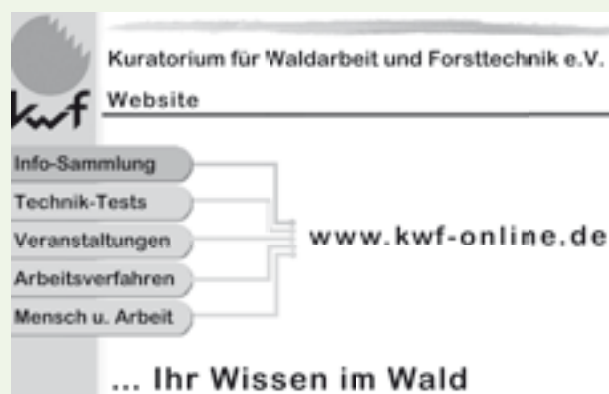 Kuratorium für Waldarbeit und Forsttechnik e.V.
kwf
Website
Info-Sammlung
Technik-Tests
Veranstaltungen
Arbeitsverfahren
Mensch u. Arbeit
www.kwf-online.de
... Ihr Wissen im Wald